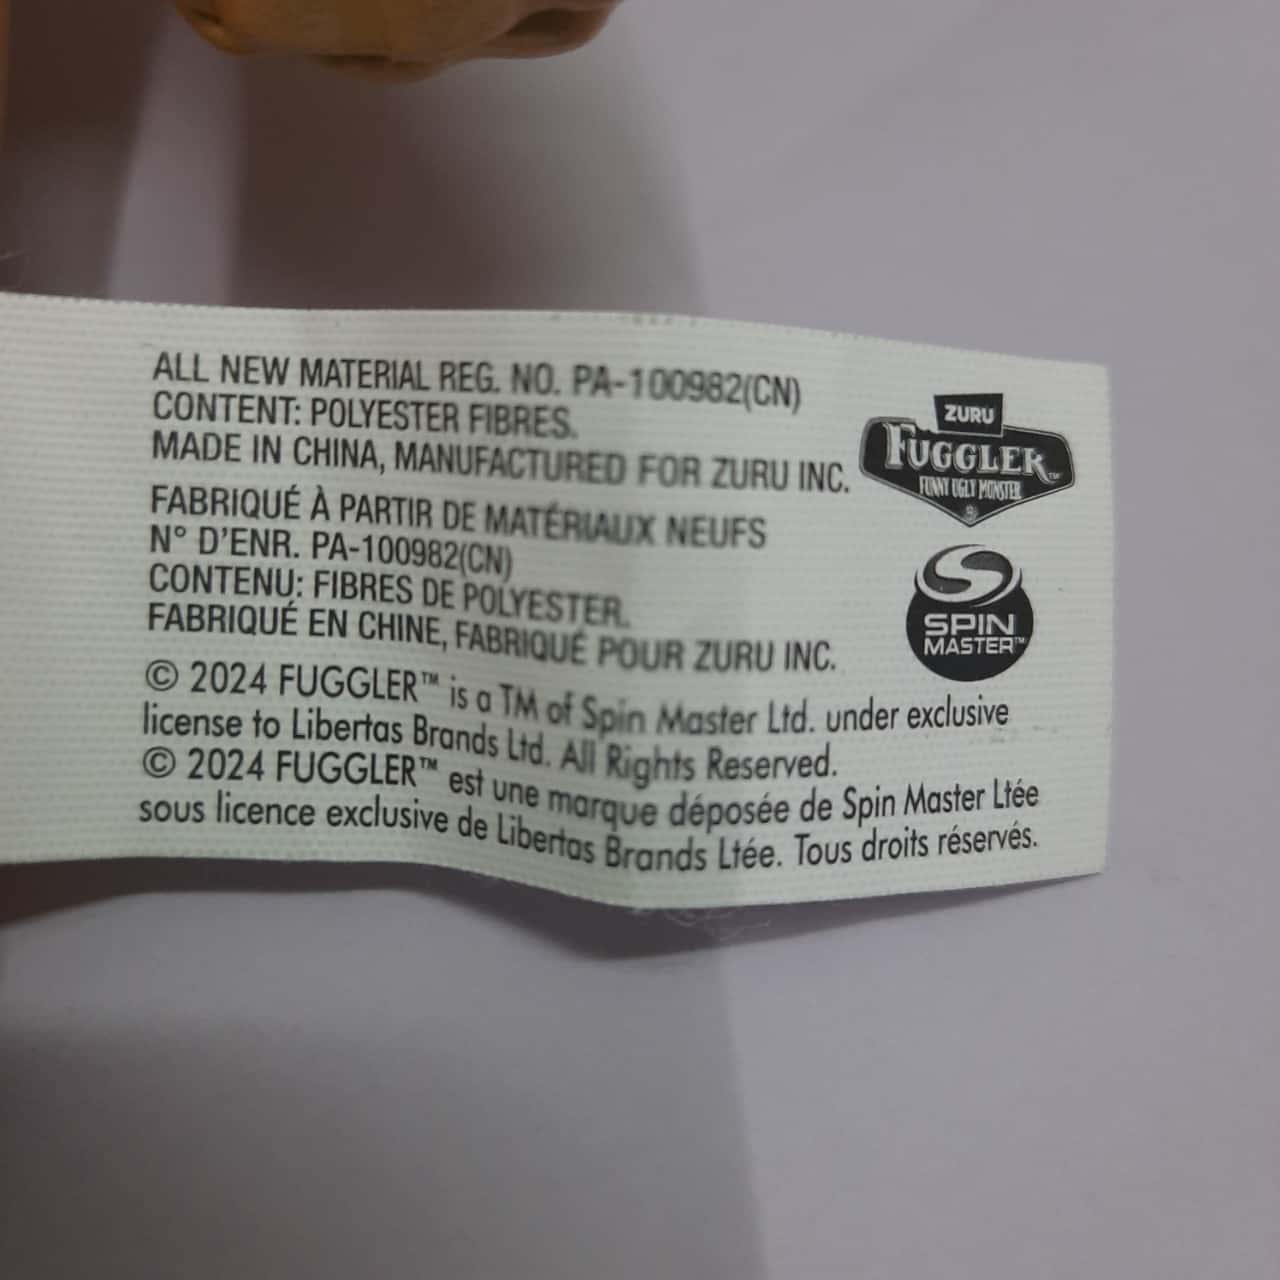 ALL NEW MATERIAL REG. NO. PA-100982(CN)
CONTENT: POLYESTER FIBRES.
MADE IN CHINA, MANUFACTURED FOR ZURU INC.
FABRIQUÉ À PARTIR DE MATÉRIAUX NEUFS
N° D'ENR. PA-100982(CN)
CONTENU: FIBRES DE POLYESTER.
FABRIQUÉ EN CHINE, FABRIQUÉ POUR ZURU INC.
© 2024 FUGGLER™ is a TM of Spin Master Ltd. under exclusive
license to Libertas Brands Ltd. All Rights Reserved.
© 2024 FUGGLER™ est une marque déposée de Spin Master Ltée
sous licence exclusive de Libertas Brands Ltée. Tous droits réservés.
ZURU
FUGGLER™
FUNNY UGLY MONSTER
SPIN
MASTER™